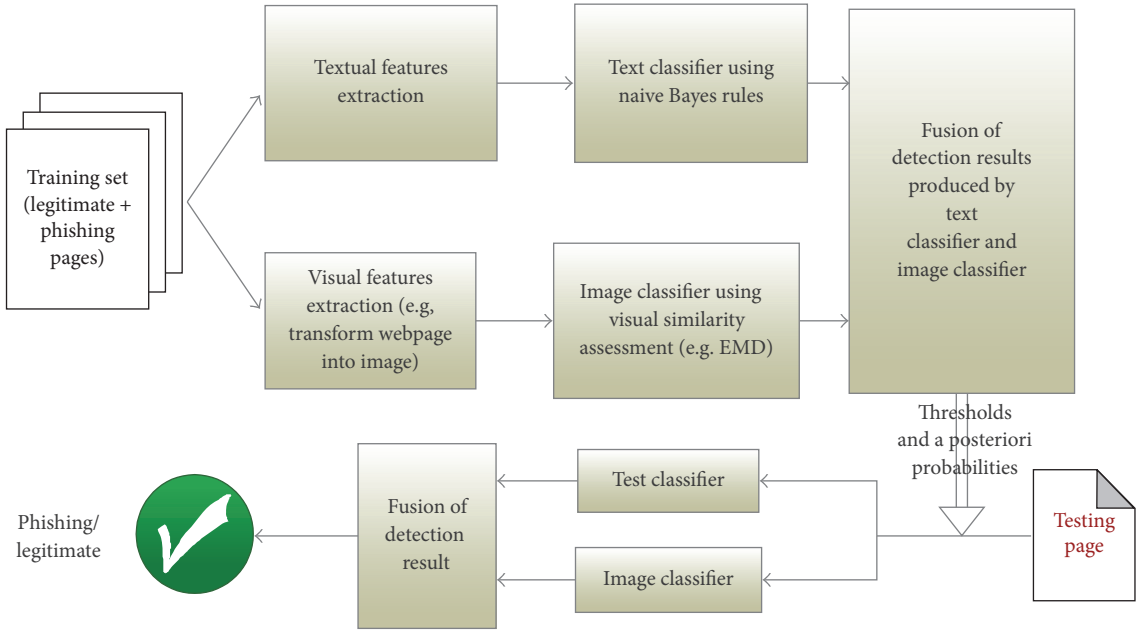 Training set
(legitimate +
phishing
pages)
Textual features
extraction
Text classifier using
naive Bayes rules
Fusion of
detection results
produced by
text
classifier and
image classifier
Visual features
extraction (e.g,
transform webpage
into image)
Image classifier using
visual similarity
assessment (e.g. EMD)
Thresholds
and a posteriori
probabilities
Testing
page
Test classifier
Image classifier
Fusion of
detection
result
Phishing/
legitimate